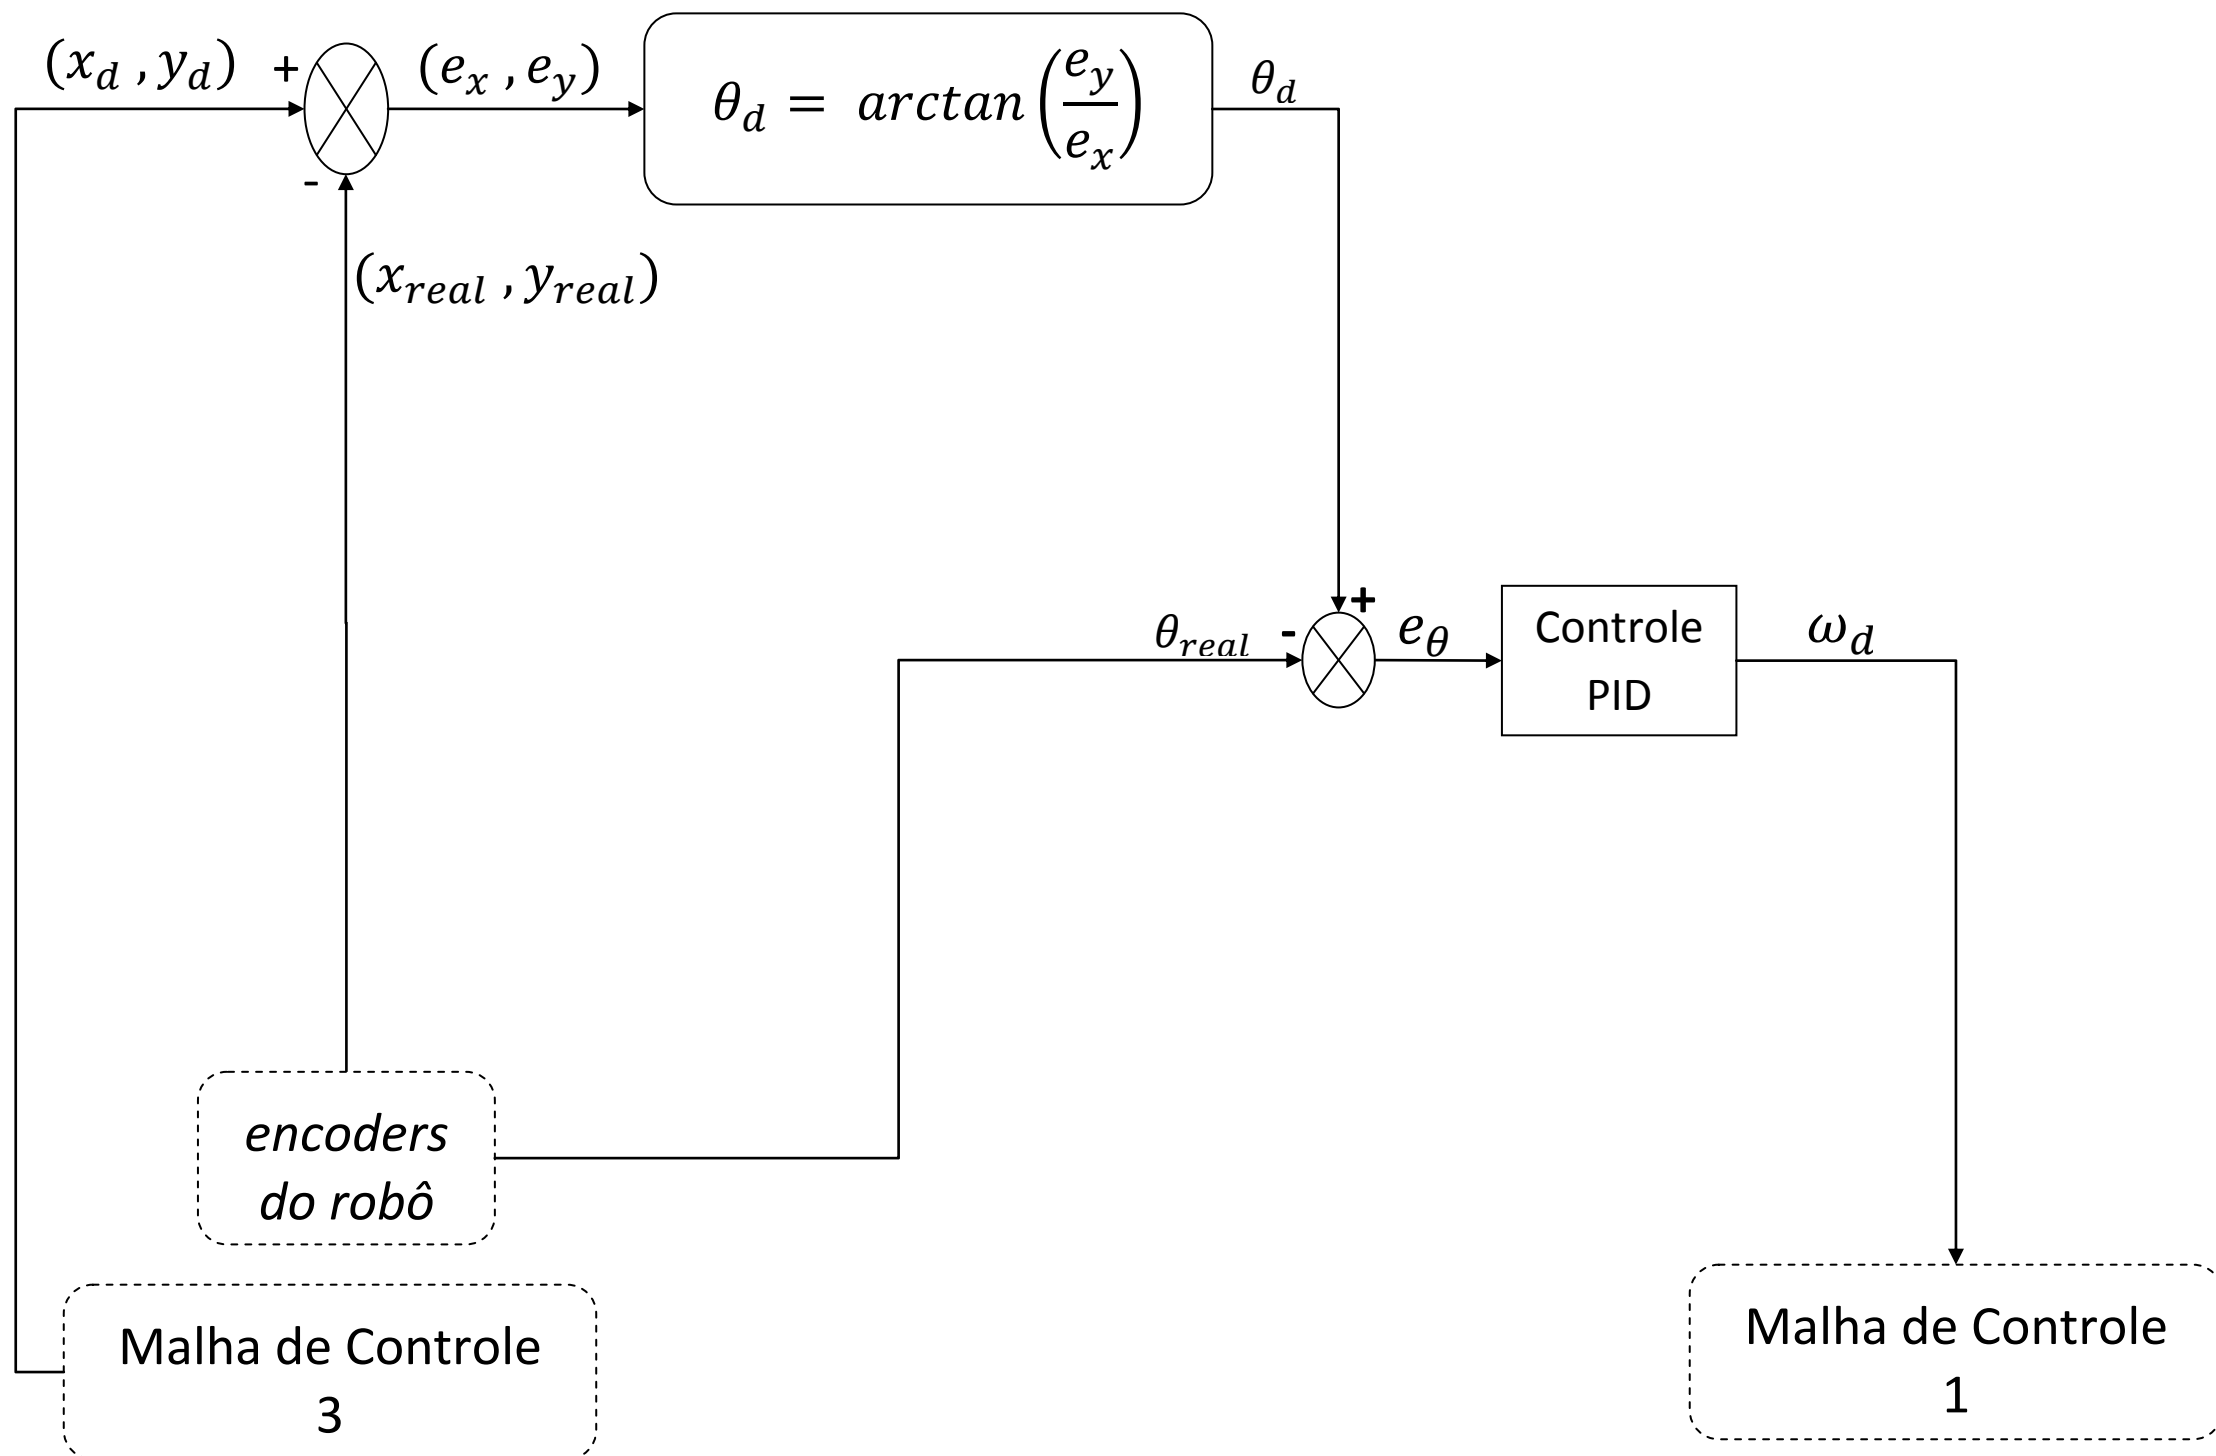 (x_d , y_d) + (e_x , e_y) θ_d = arctan(e_y/e_x) θ_d
-
(x_real , y_real)
+
θ_real - e_θ Controle ω_d
PID
encoders
do robô
Malha de Controle
3
Malha de Controle
1